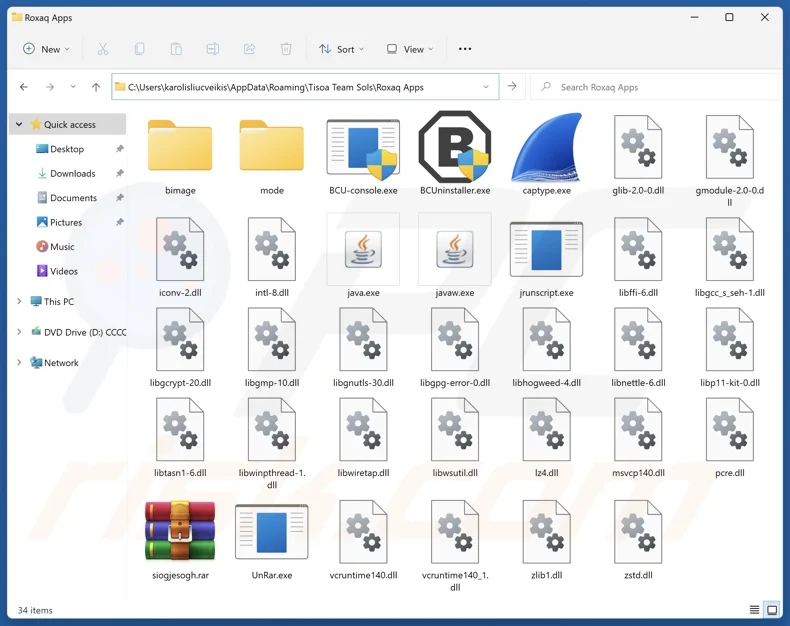 Roxaq Apps
New
Sort
View
C:\Users\karolisliucveikis\AppData\Roaming\Tisoa Team Sols\Roxaq Apps
Search Roxaq Apps
Quick access
Desktop
Downloads
Documents
Pictures
Music
Videos
This PC
DVD Drive (D:) CCCC
Network
bimage
mode
B
BCU-console.exe
BCUninstaller.exe
captype.exe
glib-2.0-0.dll
gmodule-2.0-0.d
ll
iconv-2.dll
intl-8.dll
java.exe
javaw.exe
jrunscript.exe
libffi-6.dll
libgcc_s_seh-1.dll
libgcrypt-20.dll
libgmp-10.dll
libgnutls-30.dll
libgpg-error-0.dll
libhogweed-4.dll
libnettle-6.dll
libp11-kit-0.dll
libtasn1-6.dll
libwinpthread-1.
dll
libwiretap.dll
libwsutil.dll
lz4.dll
msvcp140.dll
pcre.dll
siogjesogh.rar
UnRar.exe
vcruntime140.dll
vcruntime140_1.
dll
zlib1.dll
zstd.dll
34 items
PC
risk.com